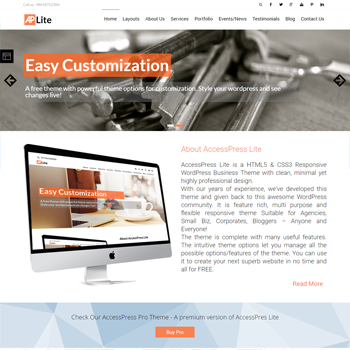 AP Lite
Home Layouts About Us Services Portfolio Events/News Testimonials Blog Contact Us
Easy Customization.
A free theme with powerful theme options for customization. Style your wordpress and see
changes live!
Lite
Easy Customization
About AccessPress Lite
AccessPress Lite is a HTML5 & CSS3 Responsive
WordPress Business Theme with clean, minimal yet
highly professional design.
With our years of experience, we've developed this
theme and given back to this awesome WordPress
community. It is feature rich, multi purpose and
flexible responsive theme Suitable for Agencies,
Small Biz, Corporates, Bloggers – Anyone and
Everyone!
The theme is complete with many useful features.
The intuitive theme options let you manage all the
possible options/features of the theme. You can use
it to create your next superb website in no time and
all for FREE.
Read More
Check Our AccessPress Pro Theme - A premium version of AccessPres Lite
Buy Pro